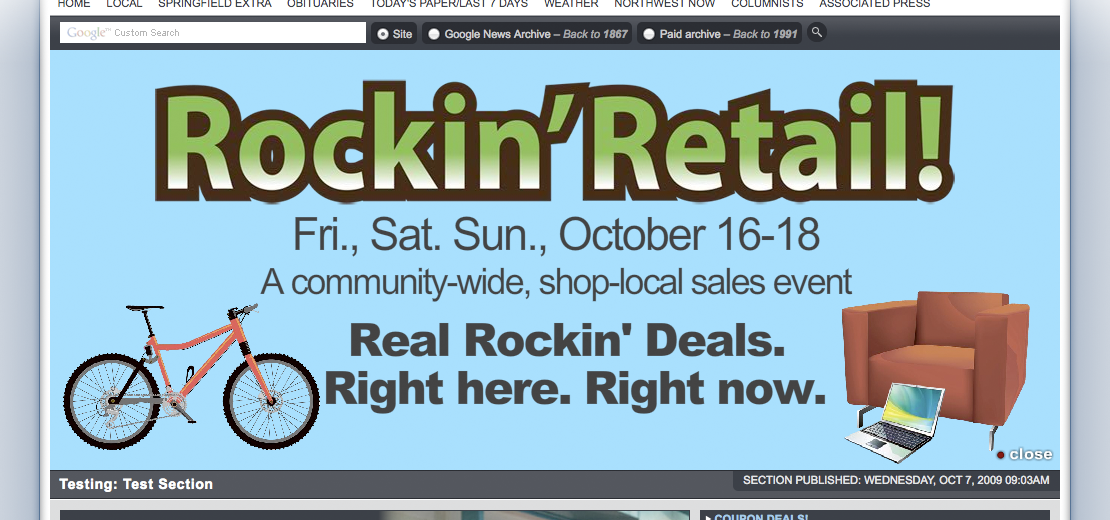 HOME LOCAL SPRINGFIELD EXTRA OBITUARIES TODAY'S PAPER/LAST 7 DAYS WEATHER NORTHWEST NOW COLUMNISTS ASSOCIATED PRESS
Google™ Custom Search Site Google News Archive – Back to 1867 Paid archive – Back to 1991
Rockin' Retail!
Fri., Sat. Sun., October 16-18
A community-wide, shop-local sales event
Real Rockin' Deals.
Right here. Right now.
close
Testing: Test Section SECTION PUBLISHED: WEDNESDAY, OCT 7, 2009 09:03AM
COUPON DEALS!